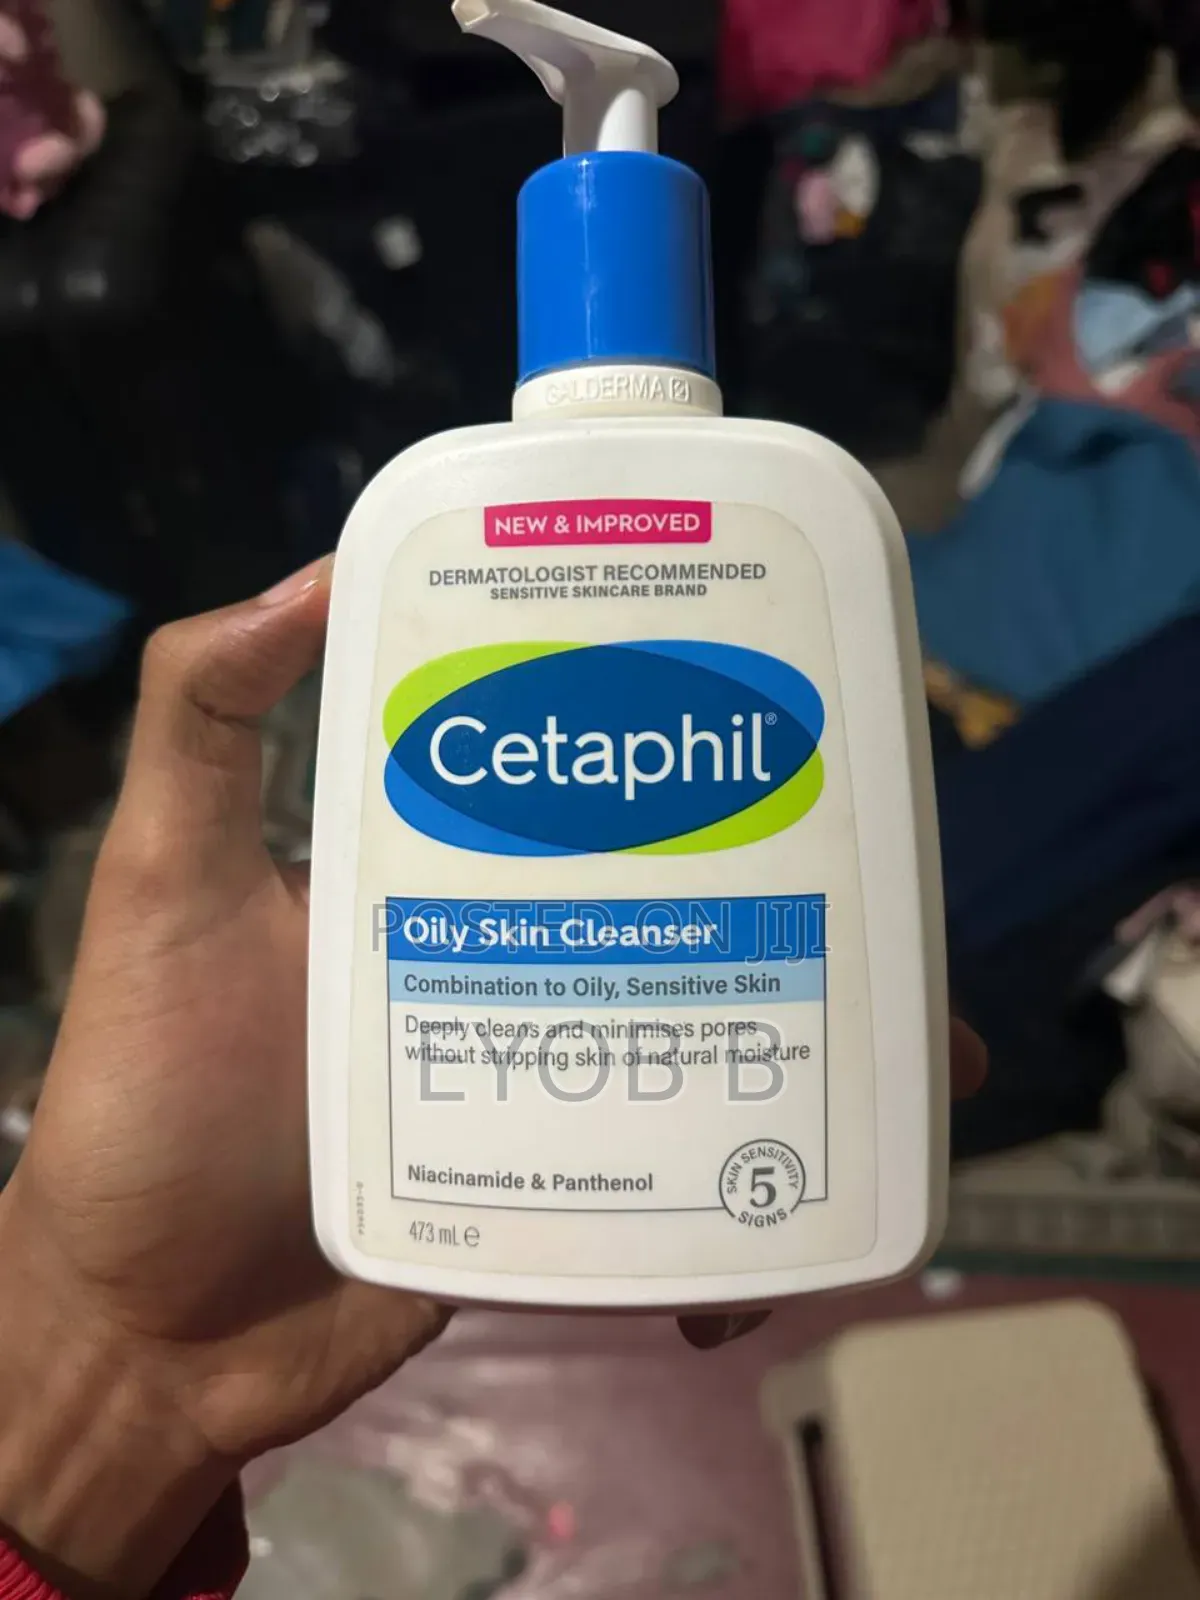 GALDERMA
NEW & IMPROVED
DERMATOLOGIST RECOMMENDED
SENSITIVE SKINCARE BRAND
Cetaphil®
POSTED ON JIJI
Oily Skin Cleanser
Combination to Oily, Sensitive Skin
Deeply cleans and minimises pores
without stripping skin of natural moisture
EYOB B
Niacinamide & Panthenol
SKIN SENSITIVITY
5
SIGNS
473 mL ℮